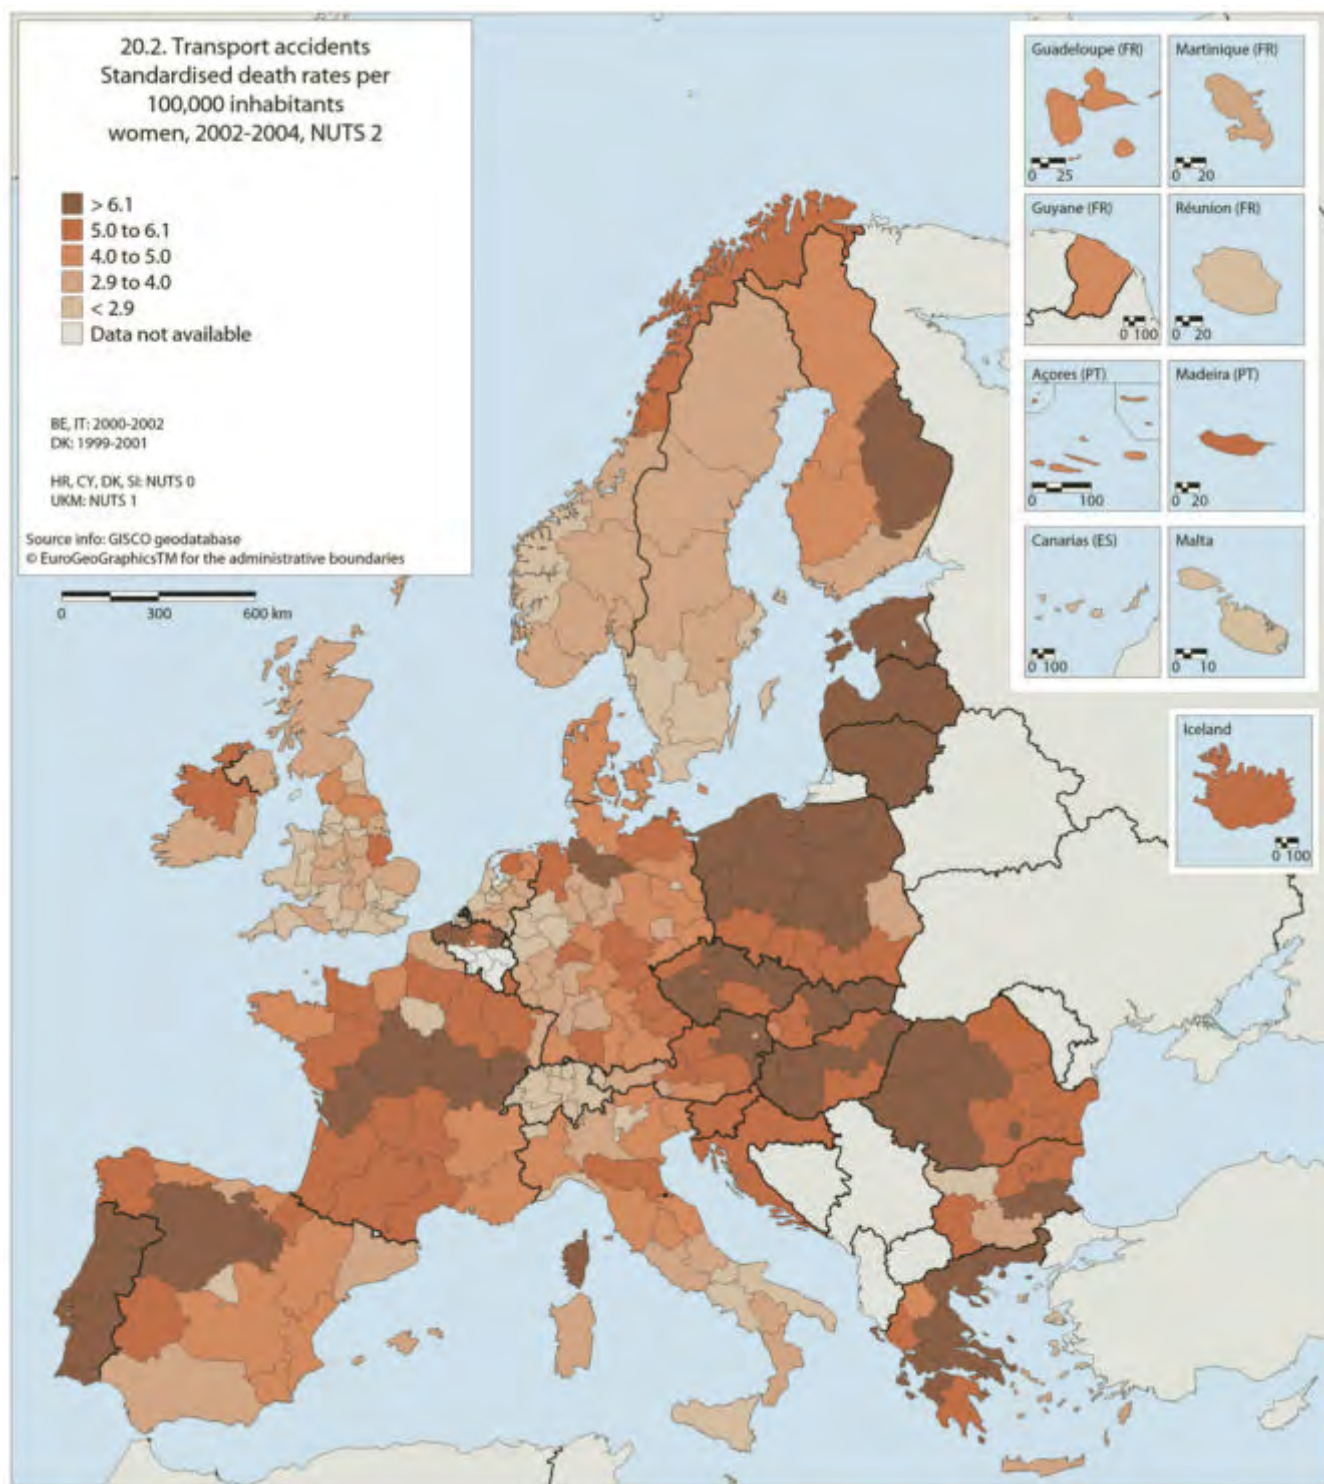 20.2. Transport accidents
Standardised death rates per
100,000 inhabitants
women, 2002-2004, NUTS 2
> 6.1
5.0 to 6.1
4.0 to 5.0
2.9 to 4.0
< 2.9
Data not available
BE, IT: 2000-2002
DK: 1999-2001
HR, CY, DK, SI: NUTS 0
UKM: NUTS 1
Source info: GISCO geodatabase
© EuroGeoGraphicsTM for the administrative boundaries
0 300 600 km
Guadeloupe (FR)
0 25
Martinique (FR)
0 20
Guyane (FR)
0 100
Réunion (FR)
0 20
Açores (PT)
0 100
Madeira (PT)
0 20
Canarias (ES)
0 100
Malta
0 10
Iceland
0 100